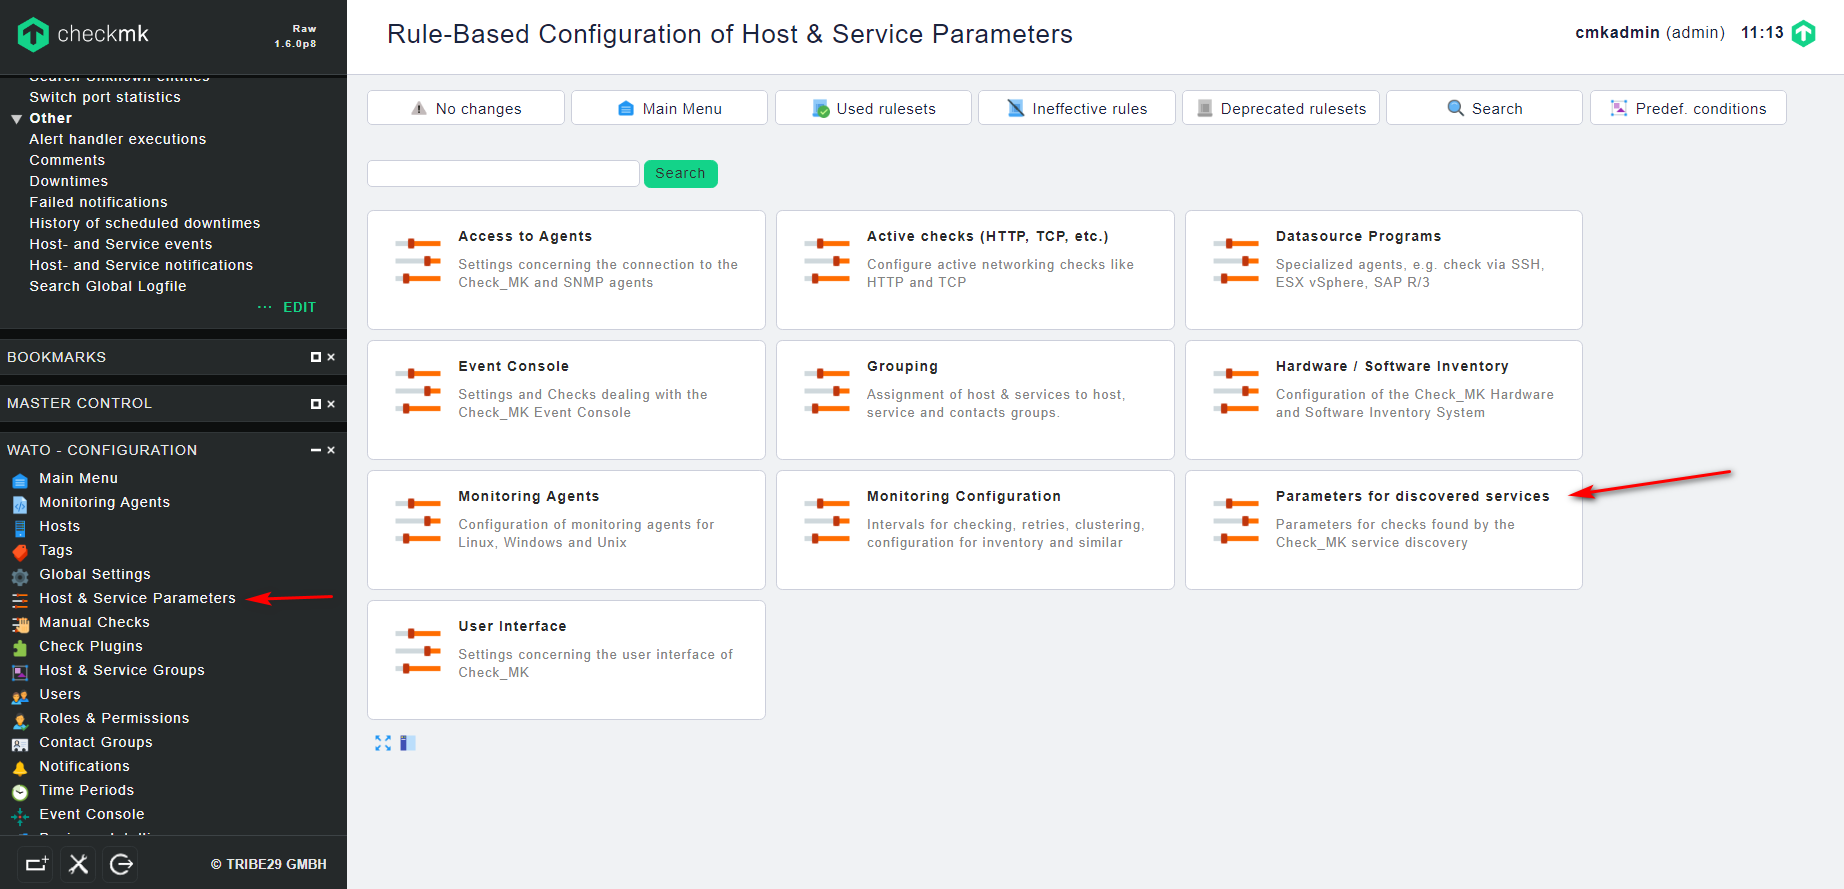 checkmk
Raw
1.6.0p8
Search Unknown entities
Switch port statistics
Other
Alert handler executions
Comments
Downtimes
Failed notifications
History of scheduled downtimes
Host- and Service events
Host- and Service notifications
Search Global Logfile
... EDIT
BOOKMARKS
MASTER CONTROL
WATO - CONFIGURATION
Main Menu
Monitoring Agents
Hosts
Tags
Global Settings
Host & Service Parameters
Manual Checks
Check Plugins
Host & Service Groups
Users
Roles & Permissions
Contact Groups
Notifications
Time Periods
Event Console
© TRIBE29 GMBH
Rule-Based Configuration of Host & Service Parameters
cmkadmin (admin) 11:13
No changes
Main Menu
Used rulesets
Ineffective rules
Deprecated rulesets
Search
Predef. conditions
Search
Access to Agents
Settings concerning the connection to the
Check_MK and SNMP agents
Active checks (HTTP, TCP, etc.)
Configure active networking checks like
HTTP and TCP
Datasource Programs
Specialized agents, e.g. check via SSH,
ESX vSphere, SAP R/3
Event Console
Settings and Checks dealing with the
Check_MK Event Console
Grouping
Assignment of host & services to host,
service and contacts groups.
Hardware / Software Inventory
Configuration of the Check_MK Hardware
and Software Inventory System
Monitoring Agents
Configuration of monitoring agents for
Linux, Windows and Unix
Monitoring Configuration
Intervals for checking, retries, clustering,
configuration for inventory and similar
Parameters for discovered services
Parameters for checks found by the
Check_MK service discovery
User Interface
Settings concerning the user interface of
Check_MK